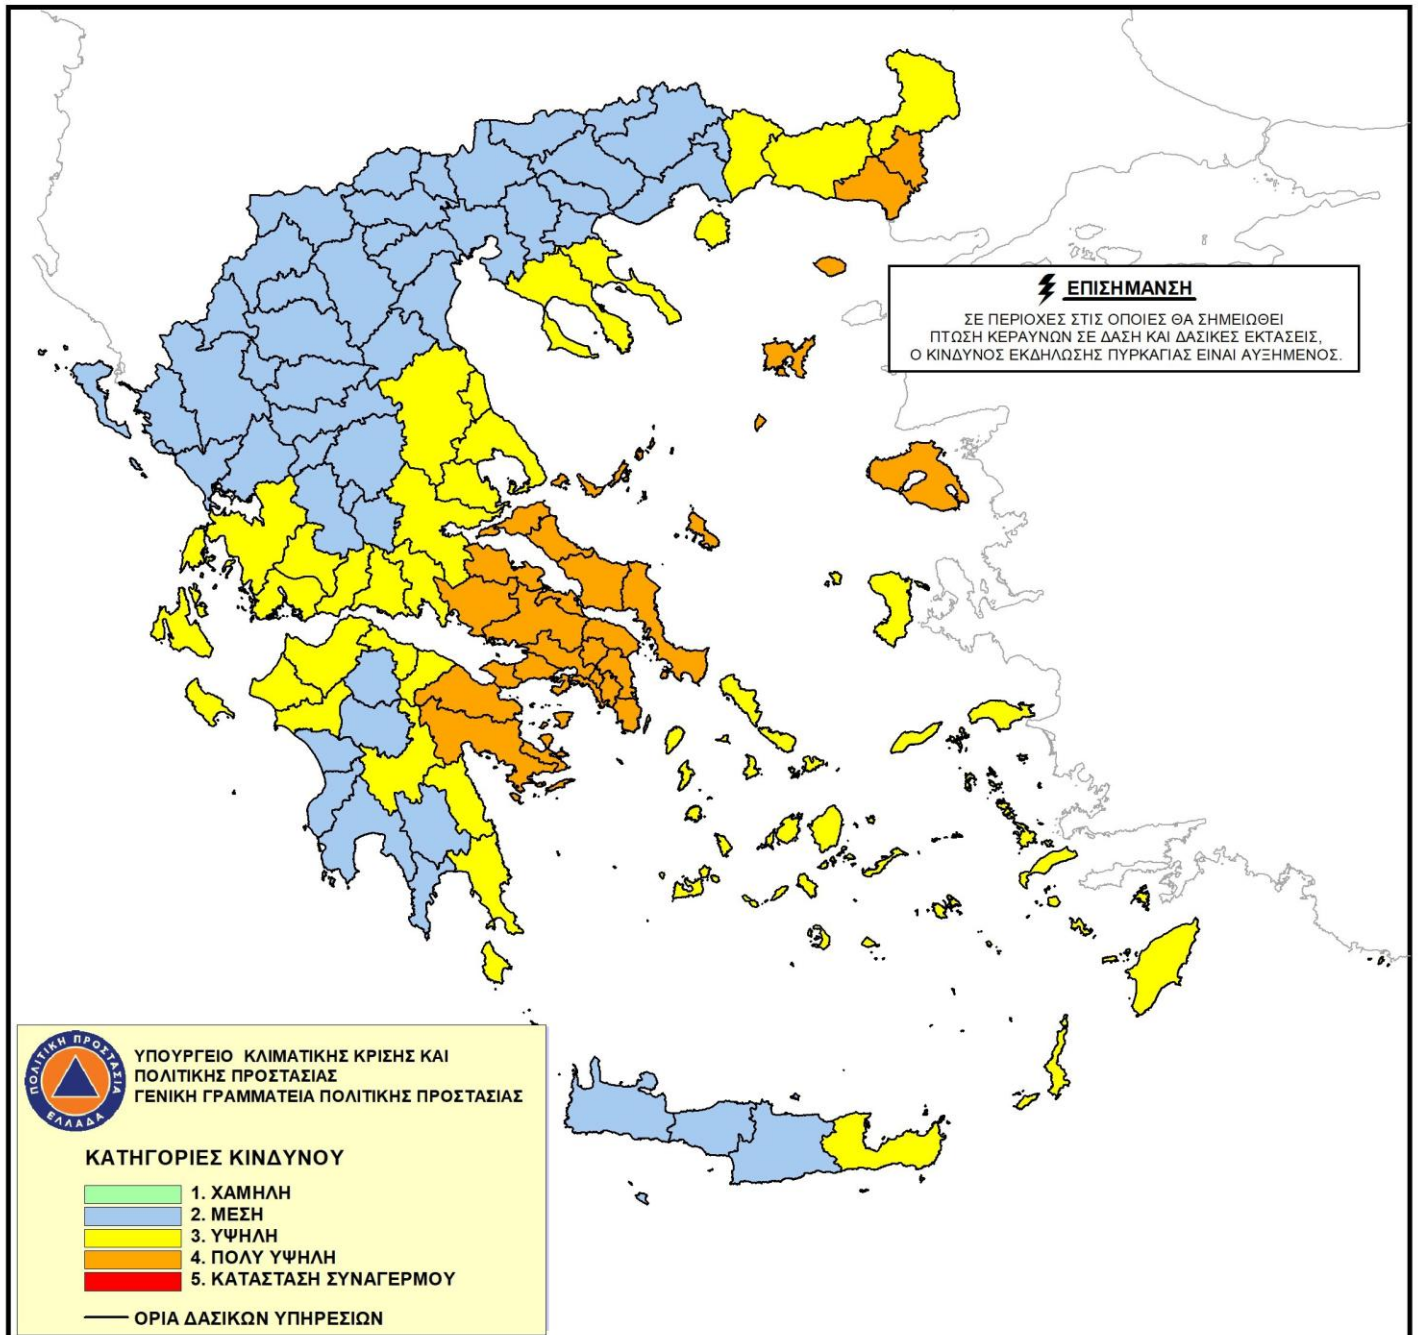 ΕΠΙΣΗΜΑΝΣΗ
ΣΕ ΠΕΡΙΟΧΕΣ ΣΤΙΣ ΟΠΟΙΕΣ ΘΑ ΣΗΜΕΙΩΘΕΙ
ΠΤΩΣΗ ΚΕΡΑΥΝΩΝ ΣΕ ΔΑΣΗ ΚΑΙ ΔΑΣΙΚΕΣ ΕΚΤΑΣΕΙΣ,
Ο ΚΙΝΔΥΝΟΣ ΕΚΔΗΛΩΣΗΣ ΠΥΡΚΑΓΙΑΣ ΕΙΝΑΙ ΑΥΞΗΜΕΝΟΣ.
ΠΟΛΙΤΙΚΗ ΠΡΟΣΤΑΣΙΑ
ΕΛΛΑΔΑ
ΥΠΟΥΡΓΕΙΟ ΚΛΙΜΑΤΙΚΗΣ ΚΡΙΣΗΣ ΚΑΙ
ΠΟΛΙΤΙΚΗΣ ΠΡΟΣΤΑΣΙΑΣ
ΓΕΝΙΚΗ ΓΡΑΜΜΑΤΕΙΑ ΠΟΛΙΤΙΚΗΣ ΠΡΟΣΤΑΣΙΑΣ
ΚΑΤΗΓΟΡΙΕΣ ΚΙΝΔΥΝΟΥ
1. ΧΑΜΗΛΗ
2. ΜΕΣΗ
3. ΥΨΗΛΗ
4. ΠΟΛΥ ΥΨΗΛΗ
5. ΚΑΤΑΣΤΑΣΗ ΣΥΝΑΓΕΡΜΟΥ
ΟΡΙΑ ΔΑΣΙΚΩΝ ΥΠΗΡΕΣΙΩΝ